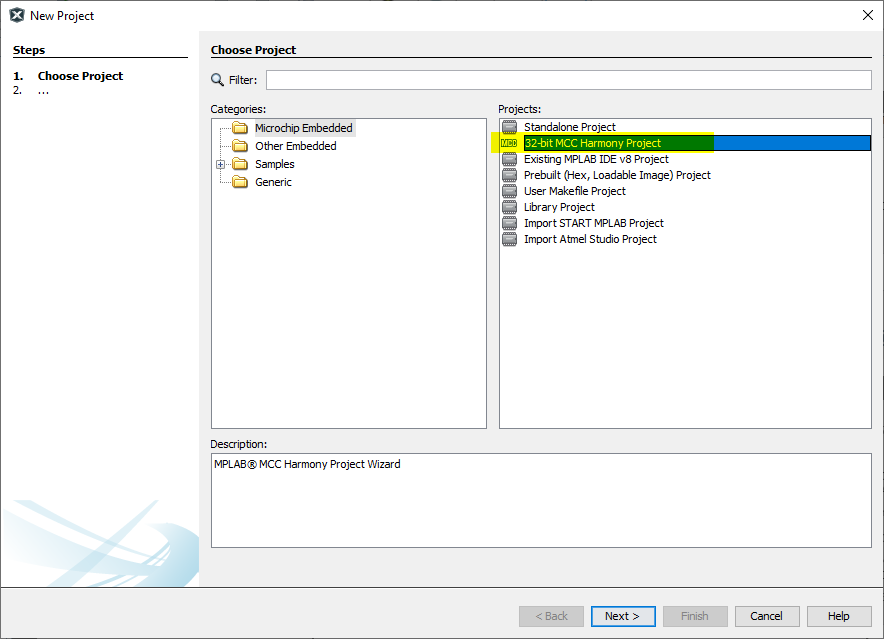 New Project
Steps
1. Choose Project
2. ...
Choose Project
Filter:
Categories:
Microchip Embedded
Other Embedded
Samples
Generic
Projects:
Standalone Project
MCC 32-bit MCC Harmony Project
Existing MPLAB IDE v8 Project
Prebuilt (Hex, Loadable Image) Project
User Makefile Project
Library Project
Import START MPLAB Project
Import Atmel Studio Project
Description:
MPLAB® MCC Harmony Project Wizard
< Back
Next >
Finish
Cancel
Help